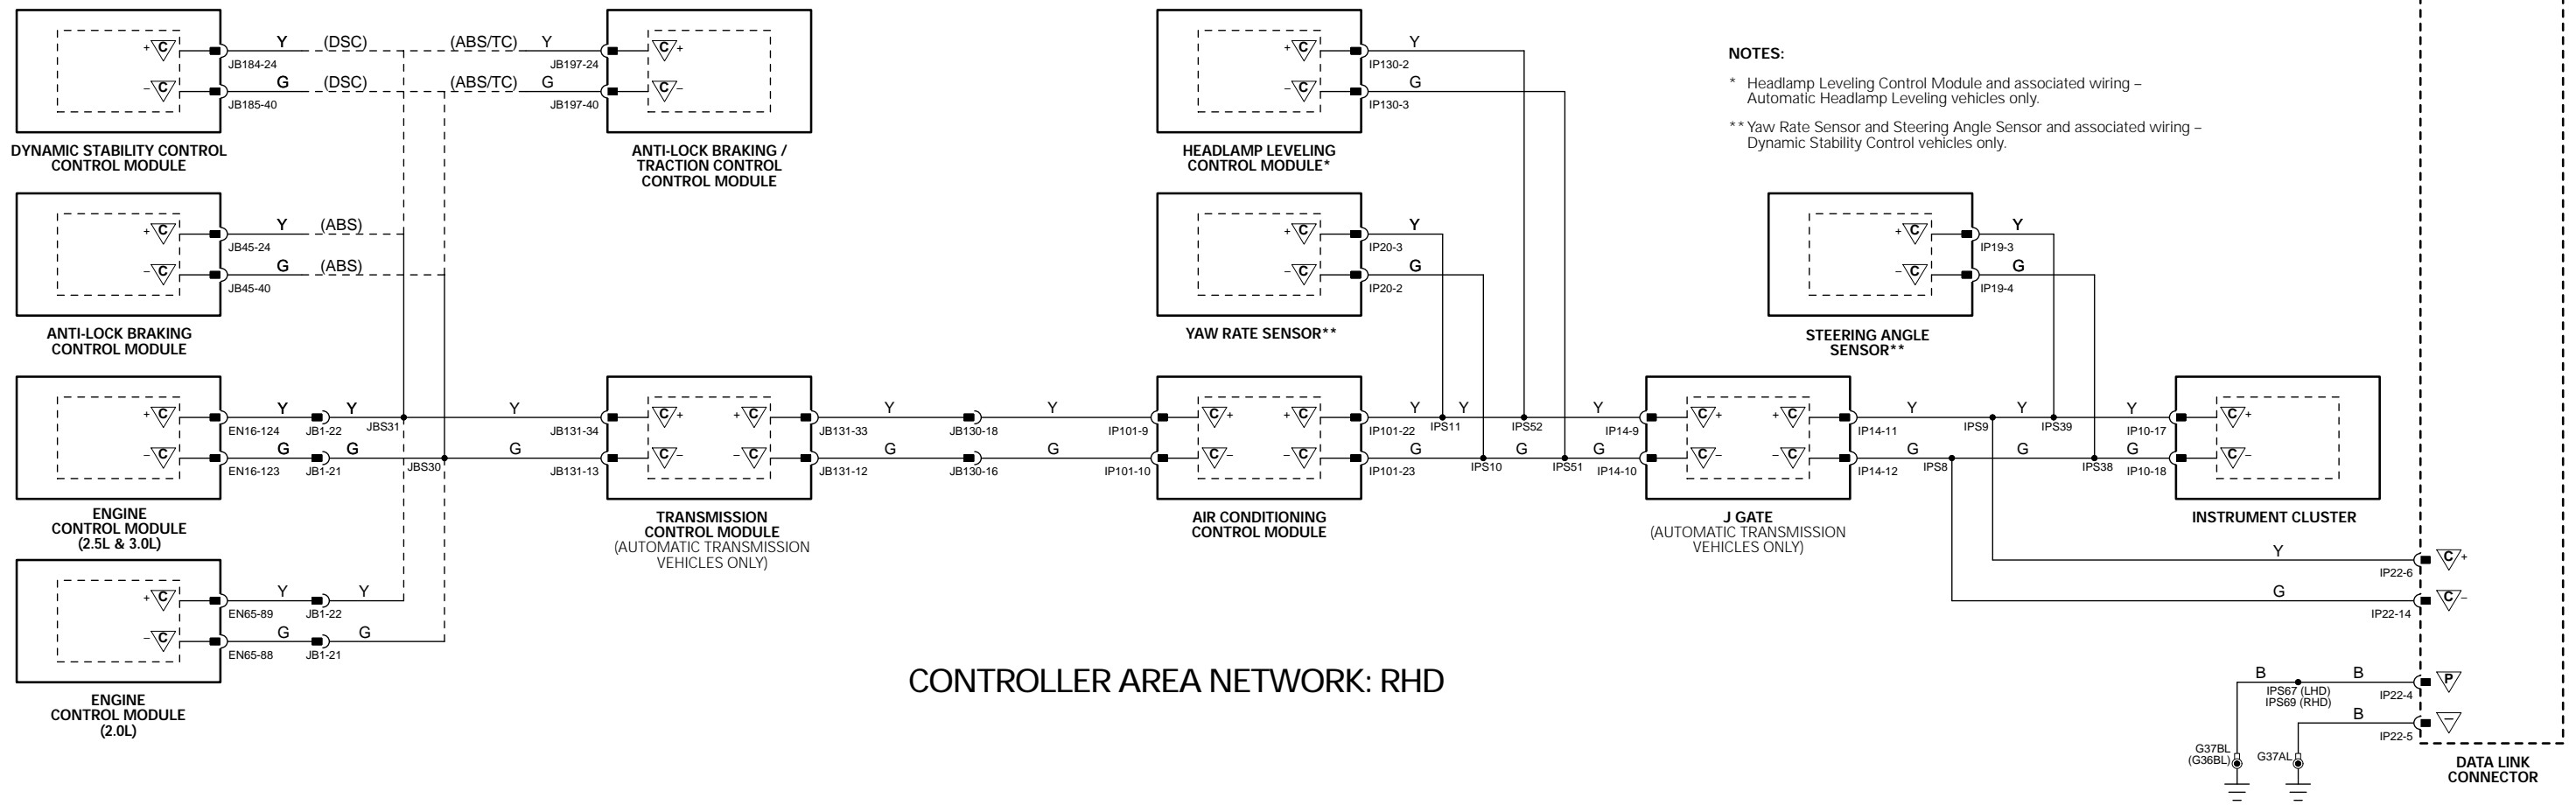 + C Y (DSC) (ABS/TC) Y C +
JB184-24 JB197-24
– C G (DSC) (ABS/TC) G C –
JB185-40 JB197-40
DYNAMIC STABILITY CONTROL
CONTROL MODULE
ANTI-LOCK BRAKING /
TRACTION CONTROL
CONTROL MODULE
+ C Y
IP130-2
– C G
IP130-3
HEADLAMP LEVELING
CONTROL MODULE*
NOTES:
* Headlamp Leveling Control Module and associated wiring –
Automatic Headlamp Leveling vehicles only.
** Yaw Rate Sensor and Steering Angle Sensor and associated wiring –
Dynamic Stability Control vehicles only.
+ C Y (ABS)
JB45-24
– C G (ABS)
JB45-40
ANTI-LOCK BRAKING
CONTROL MODULE
+ C Y
IP20-3
– C G
IP20-2
YAW RATE SENSOR**
+ C Y
IP19-3
– C G
IP19-4
STEERING ANGLE
SENSOR**
+ C Y Y Y C + + C Y Y C + + C Y Y Y C + + C Y Y Y C +
EN16-124 JB1-22 JBS31 JB131-34 JB131-33 JB130-18 IP101-9 IP101-22 IPS11 IPS52 IP14-9 IP14-11 IPS9 IPS39 IP10-17
– C G G G C – – C G G C – – C G G G C – – C G G G C –
EN16-123 JB1-21 JBS30 JB131-13 JB131-12 JB130-16 IP101-10 IP101-23 IPS10 IPS51 IP14-10 IP14-12 IPS8 IPS38 IP10-18
ENGINE
CONTROL MODULE
(2.5L & 3.0L)
TRANSMISSION
CONTROL MODULE
(AUTOMATIC TRANSMISSION
VEHICLES ONLY)
AIR CONDITIONING
CONTROL MODULE
J GATE
(AUTOMATIC TRANSMISSION
VEHICLES ONLY)
INSTRUMENT CLUSTER
Y C +
IP22-6
G C –
IP22-14
+ C Y Y
EN65-89 JB1-22
– C G G
EN65-88 JB1-21
ENGINE
CONTROL MODULE
(2.0L)
CONTROLLER AREA NETWORK: RHD
B B P
IPS67 (LHD)
IPS69 (RHD)
IP22-4
B –
IP22-5
G37BL
(G36BL)
G37AL
DATA LINK
CONNECTOR